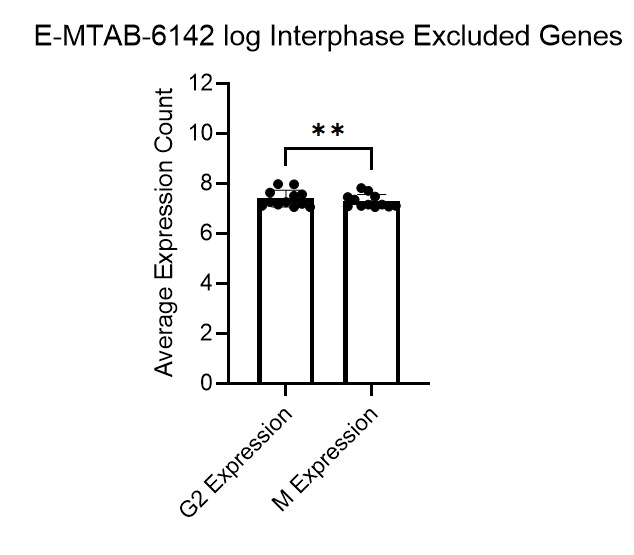 E-MTAB-6142 log Interphase Excluded Genes
Average Expression Count
12
10
8
6
4
2
0
**
G2 Expression
M Expression